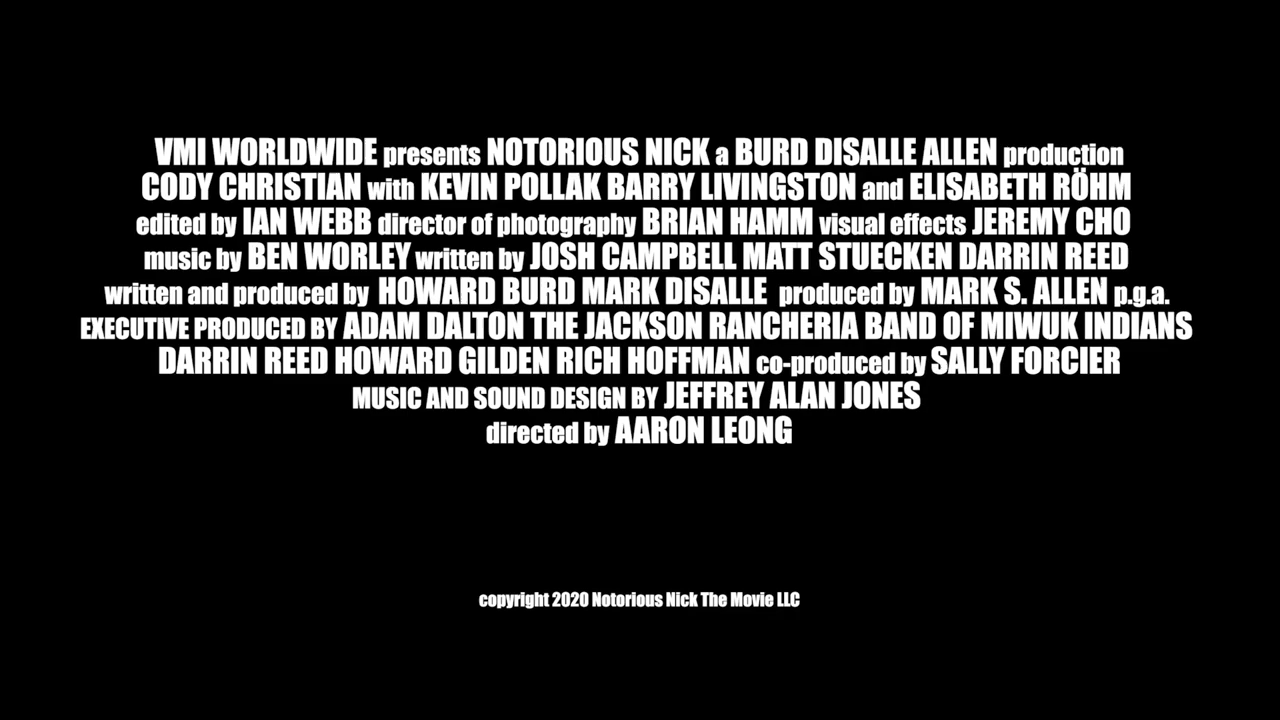 VMI WORLDWIDE presents NOTORIOUS NICK a BURD DISALLE ALLEN production
CODY CHRISTIAN with KEVIN POLLAK BARRY LIVINGSTON and ELISABETH RÖHM
edited by IAN WEBB director of photography BRIAN HAMM visual effects JEREMY CHO
music by BEN WORLEY written by JOSH CAMPBELL MATT STUECKEN DARRIN REED
written and produced by HOWARD BURD MARK DISALLE produced by MARK S. ALLEN p.g.a.
EXECUTIVE PRODUCED BY ADAM DALTON THE JACKSON RANCHERIA BAND OF MIWUK INDIANS
DARRIN REED HOWARD GILDEN RICH HOFFMAN co-produced by SALLY FORCIER
MUSIC AND SOUND DESIGN BY JEFFREY ALAN JONES
directed by AARON LEONG
copyright 2020 Notorious Nick The Movie LLC